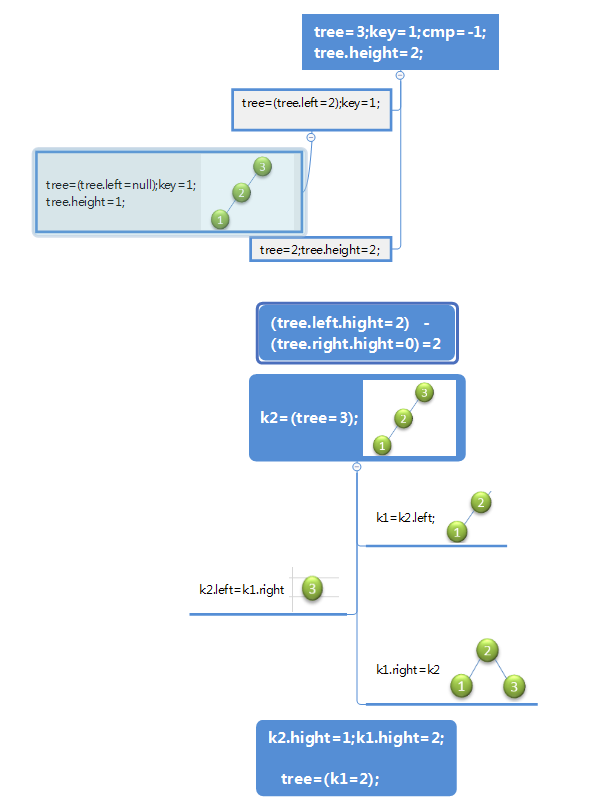 tree=3;key=1;cmp=-1;
tree.height=2;
tree=(tree.left=2);key=1;
tree=(tree.left=null);key=1;
tree.height=1;
3
2
1
tree=2;tree.height=2;
(tree.left.hight=2) -
(tree.right.hight=0)=2
k2=(tree=3);
3
2
1
k1=k2.left;
2
1
k2.left=k1.right
3
k1.right=k2
2
1 3
k2.hight=1;k1.hight=2;
tree=(k1=2);